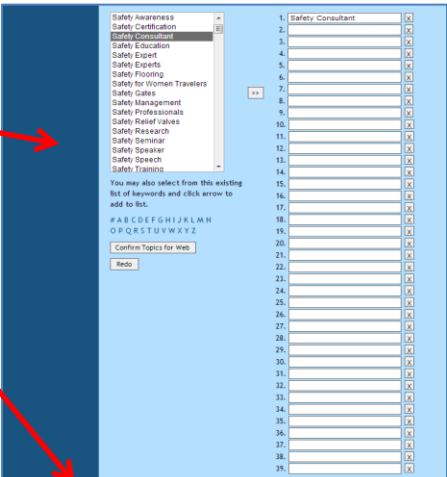 Safety Awareness
Safety Certification
Safety Consultant
Safety Education
Safety Expert
Safety Experts
Safety Flooring
Safety for Women Travelers
Safety Gates
Safety Management
Safety Professionals
Safety Relief Valves
Safety Research
Safety Seminar
Safety Speaker
Safety Speech
Safety Training
You may also select from this existing
list of keywords and click arrow to
add to list.
# A B C D E F G H I J K L M N
O P Q R S T U V W X Y Z
Confirm Topics for Web
Redo
>>
1. Safety Consultant X
2. X
3. X
4. X
5. X
6. X
7. X
8. X
9. X
10. X
11. X
12. X
13. X
14. X
15. X
16. X
17. X
18. X
19. X
20. X
21. X
22. X
23. X
24. X
25. X
26. X
27. X
28. X
29. X
30. X
31. X
32. X
33. X
34. X
35. X
36. X
37. X
38. X
39. X